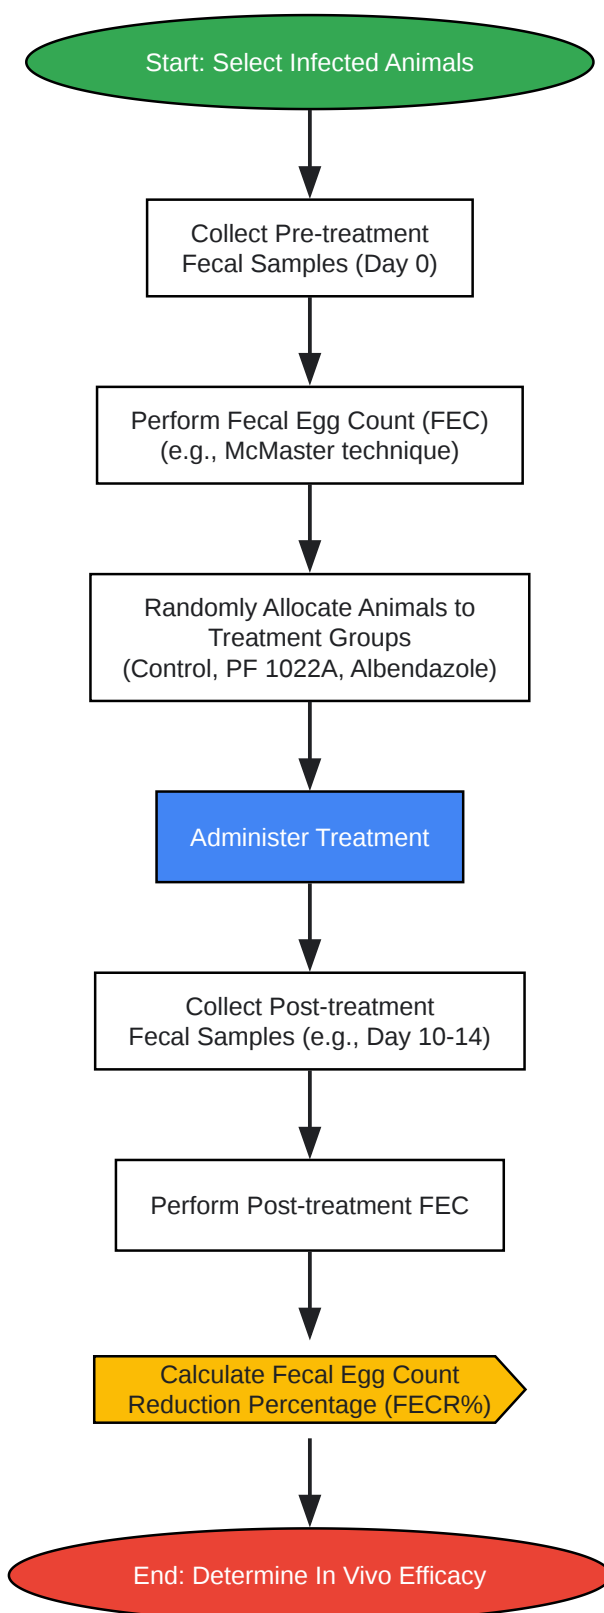 Start: Select Infected Animals
Collect Pre-treatment
Fecal Samples (Day 0)
Perform Fecal Egg Count (FEC)
(e.g., McMaster technique)
Randomly Allocate Animals to
Treatment Groups
(Control, PF 1022A, Albendazole)
Administer Treatment
Collect Post-treatment
Fecal Samples (e.g., Day 10-14)
Perform Post-treatment FEC
Calculate Fecal Egg Count
Reduction Percentage (FECR%)
End: Determine In Vivo Efficacy